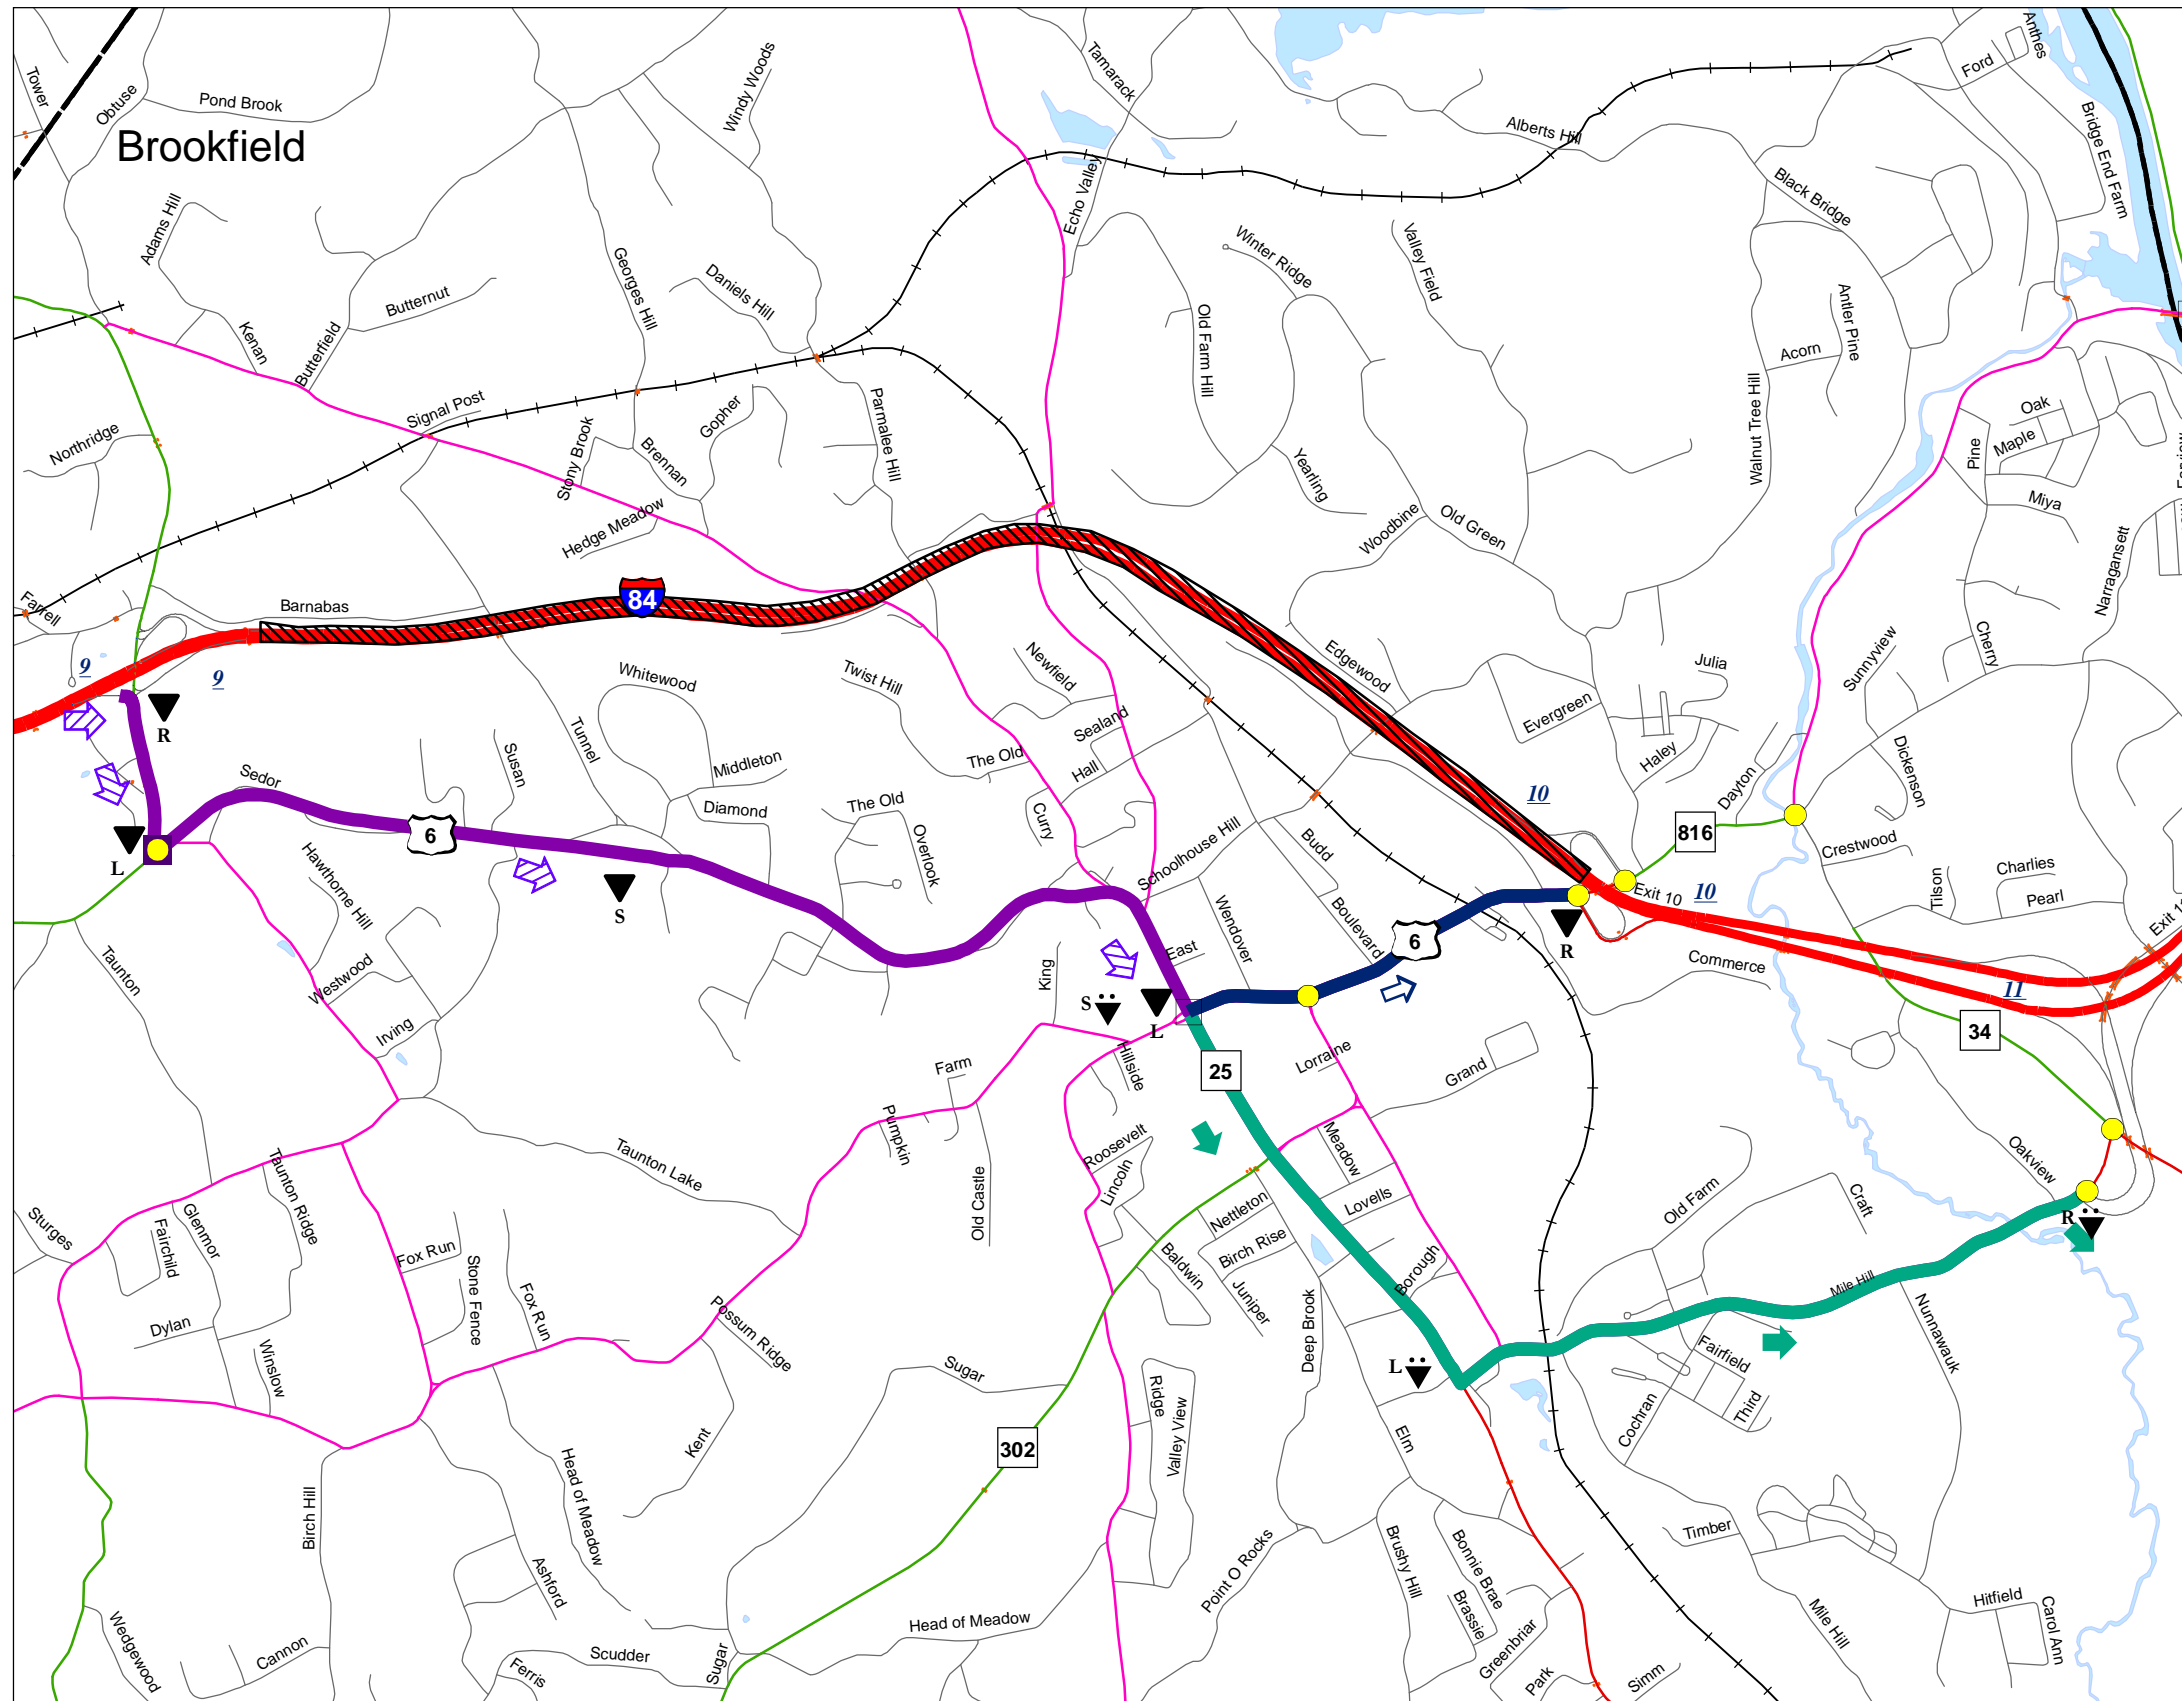 Tower
Obtuse
Pond Brook
Brookfield
Windy Woods
Tamarack
Alberts Hill
Ford
Anthes
Bridge End Farm
Black Bridge
Adams Hill
Echo Valley
Winter Ridge
Valley Field
Georges Hill
Daniels Hill
Butternut
Kenan
Butterfield
Old Farm Hill
Antler Pine
Acorn
Walnut Tree Hill
Signal Post
Northridge
Stony Brook
Gopher
Brennan
Parmalee Hill
Hedge Meadow
Yearling
Woodbine
Old Green
Oak
Maple
Pine
Miya
Narragansett
Farrell
Barnabas
84
9
9
R
Whitewood
Twist Hill
Newfield
Edgewood
Julia
Evergreen
Haley
Sunnyview
Cherry
Tunnel
Susan
Sedor
Middleton
Diamond
The Old
The Old
Sealand
Hall
Curry
Overlook
Schoolhouse Hill
Budd
10
Dayton
816
Dickenson
Crestwood
Tilson
Charlies
Pearl
6
L
S
Hawthorne Hill
Westwood
Irving
Taunton
Wendover
Boulevard
East
King
6
R
Exit 10
10
Commerce
11
34
S
L
25
Hillside
Lorraine
Grand
Farm
Pumpkin
Old Castle
Roosevelt
Lincoln
Meadow
Lovells
Nettleton
Birch Rise
Baldwin
Juniper
Borough
Deep Brook
Old Farm
Craft
Oakview
R
Mile Hill
Nunnawauk
Taunton Lake
Taunton Ridge
Glenmor
Fairchild
Sturges
Dylan
Winslow
Fox Run
Stone Fence
Fox Run
Possum Ridge
Sugar
302
Ridge
Valley View
L
Elm
Fairfield
Third
Cochran
Kent
Birch Hill
Head of Meadow
Ashford
Wedgewood
Cannon
Ferris
Scudder
Sugar
Head of Meadow
Point O Rocks
Brushy Hill
Bonnie Brae
Brassie
Greenbriar
Park
Simm
Timber
Mile Hill
Hitfield
Carol Ann